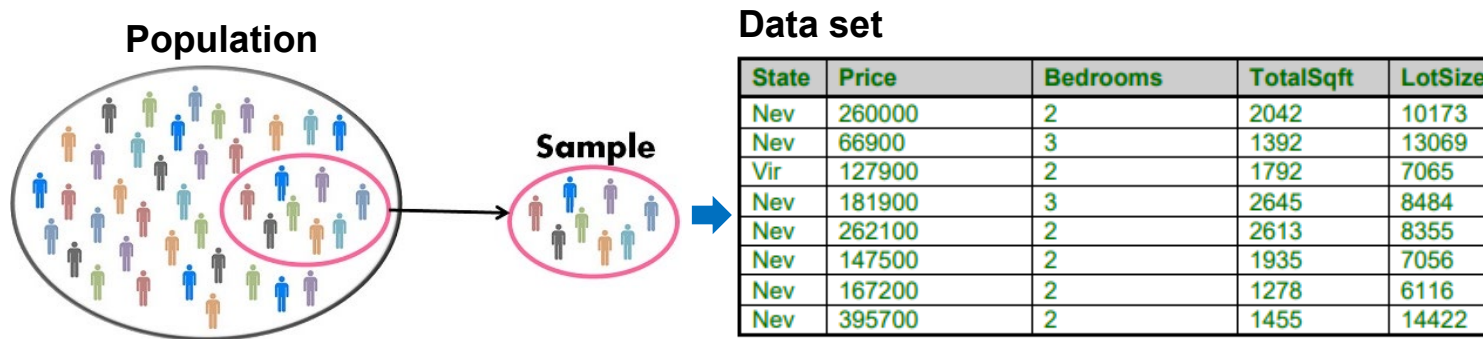 Population
Sample
Data set
State Price Bedrooms TotalSqft LotSize
Nev 260000 2 2042 10173
Nev 66900 3 1392 13069
Vir 127900 2 1792 7065
Nev 181900 3 2645 8484
Nev 262100 2 2613 8355
Nev 147500 2 1935 7056
Nev 167200 2 1278 6116
Nev 395700 2 1455 14422